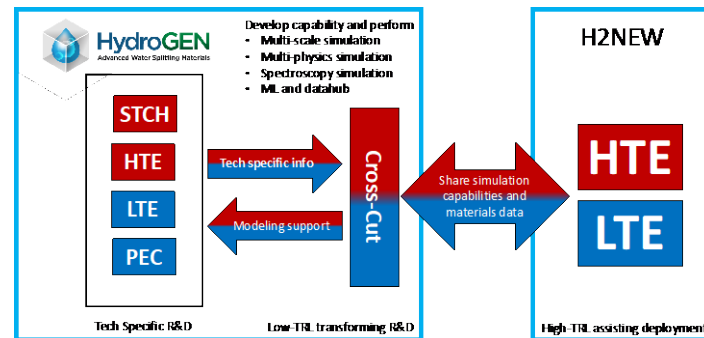 HydroGEN
Advanced Water Splitting Materials
Develop capability and perform
• Multi-scale simulation
• Multi-physics simulation
• Spectroscopy simulation
• ML and datahub
STCH
HTE
LTE
PEC
Tech Specific R&D
Tech specific info
Modeling support
Cross-Cut
Low-TRL transforming R&D
Share simulation
capabilities and
materials data
H2NEW
HTE
LTE
High-TRL assisting deployment